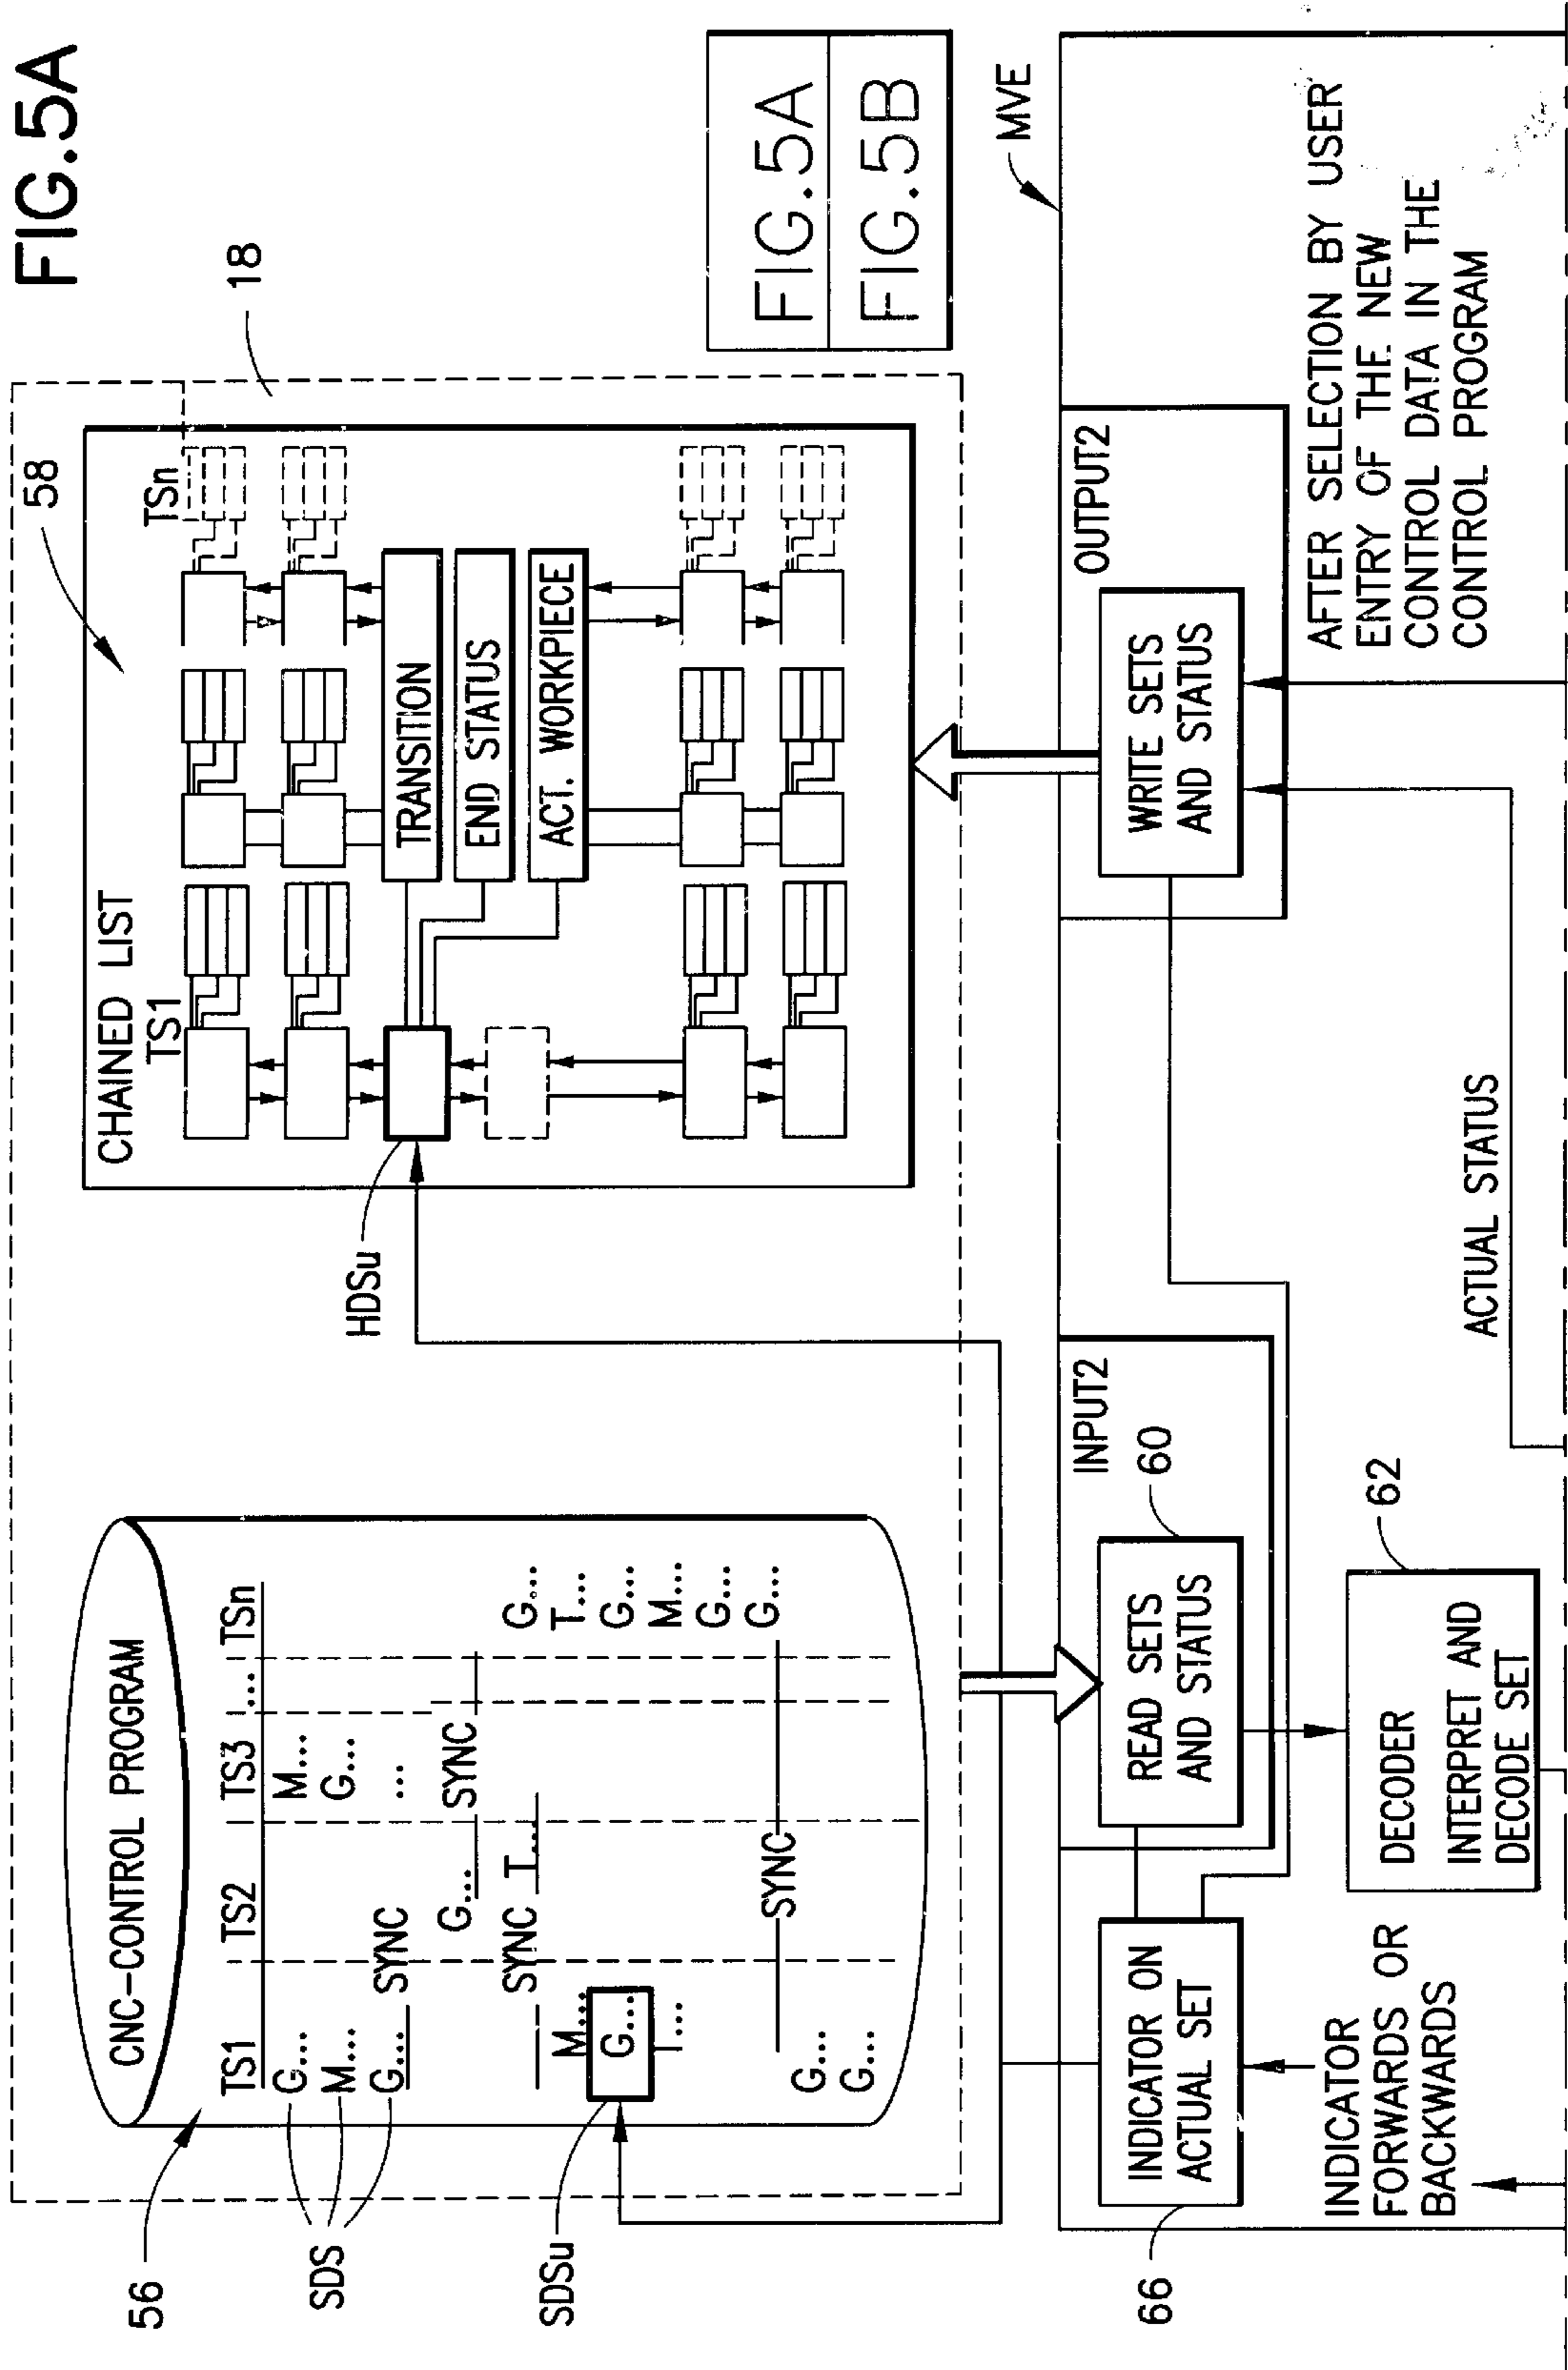 FIG.5A
56
SDS
SDSu
CNC-CONTROL PROGRAM
TS1 TS2 TS3 ... TSn
G... M...
M... G...
G... SYNC ...
G... SYNC
SYNC T...
M... G...
G... T...
T... G...
M...
G...
SYNC G...
G...
G...
HDSu
58
18
CHAINED LIST
TS1 TSn
TRANSITION
END STATUS
ACT. WORKPIECE
FIG.5A
FIG.5B
MVE
66
INDICATOR ON
ACTUAL SET
INDICATOR
FORWARDS OR
BACKWARDS
INPUT2
60
READ SETS
AND STATUS
62
DECODER
INTERPRET AND
DECODE SET
ACTUAL STATUS
OUTPUT2
WRITE SETS
AND STATUS
AFTER SELECTION BY USER
ENTRY OF THE NEW
CONTROL DATA IN THE
CONTROL PROGRAM